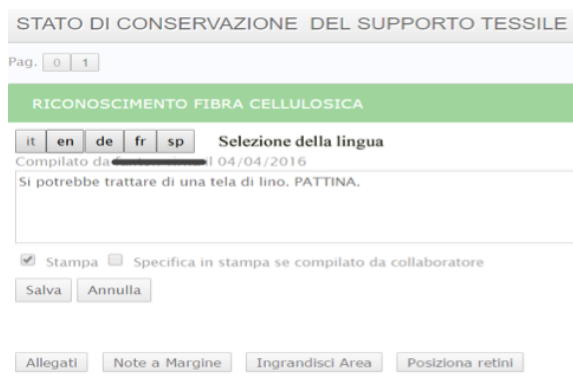 STATO DI CONSERVAZIONE DEL SUPPORTO TESSILE
Pag. 0 1
RICONOSCIMENTO FIBRA CELLULOSICA
it en de fr sp Selezione della lingua
Compilato da il 04/04/2016
Si potrebbe trattare di una tela di lino. PATTINA.
Stampa Specifica in stampa se compilato da collaboratore
Salva Annulla
Allegati Note a Margine Ingrandisci Area Posiziona retini